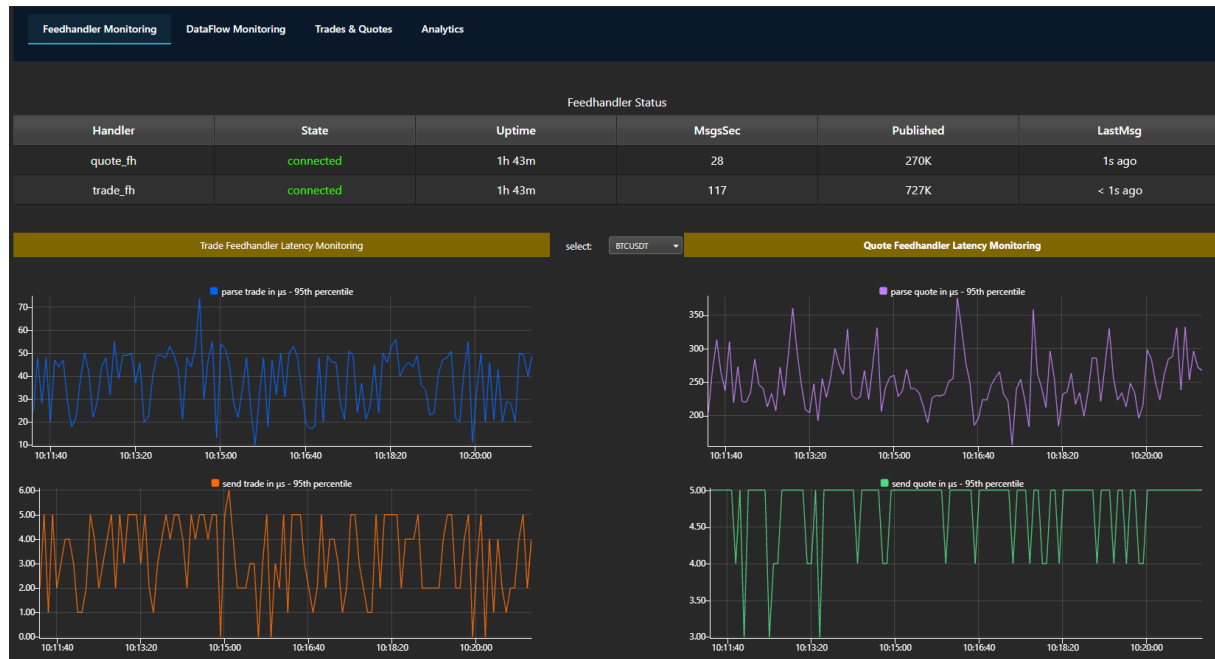 Feedhandler Monitoring DataFlow Monitoring Trades & Quotes Analytics
Feedhandler Status
Handler State Uptime MsgsSec Published LastMsg
quote_fh connected 1h 43m 28 270K 1s ago
trade_fh connected 1h 43m 117 727K < 1s ago
Trade Feedhandler Latency Monitoring select: BTCUSDT Quote Feedhandler Latency Monitoring
parse trade in µs - 95th percentile
70
60
50
40
30
20
10
10:11:40 10:13:20 10:15:00 10:16:40 10:18:20 10:20:00
parse quote in µs - 95th percentile
350
300
250
200
10:11:40 10:13:20 10:15:00 10:16:40 10:18:20 10:20:00
send trade in µs - 95th percentile
6.00
5.00
4.00
3.00
2.00
1.00
0.00
10:11:40 10:13:20 10:15:00 10:16:40 10:18:20 10:20:00
send quote in µs - 95th percentile
5.00
4.50
4.00
3.50
3.00
10:11:40 10:13:20 10:15:00 10:16:40 10:18:20 10:20:00